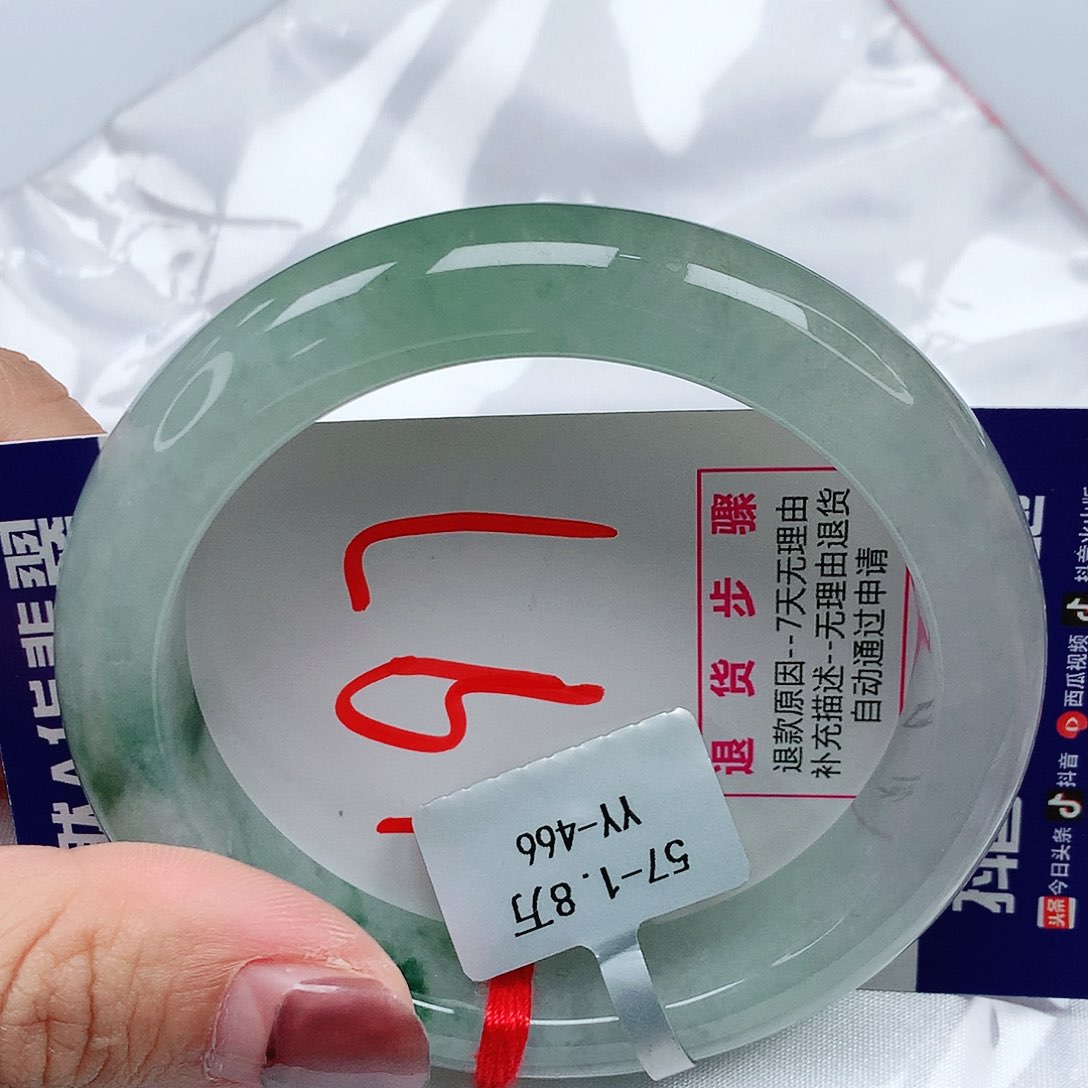 197
退货步骤
退款原因--7天无理由
补充描述--无理由退货
自动通过申请
57-1.8万
YY-466
头条 今日头条 抖音 西瓜视频